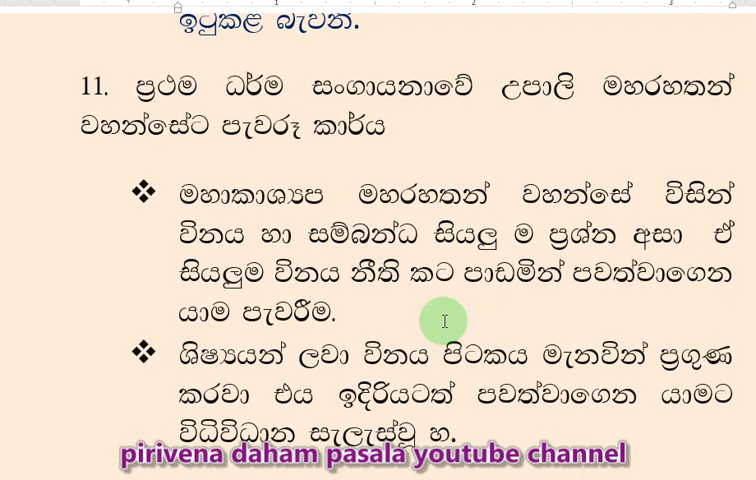 ඉටුකළ බැවිනි.
11. ප්‍රථම ධර්ම සංගායනාවේ උපාලි මහරහතන්
වහන්සේට පැවරූ කාර්ය
❖ මහාකාශ්‍යප මහරහතන් වහන්සේ විසින්
විනය හා සම්බන්ධ සියලු ම ප්‍රශ්න අසා ඒ
සියලුම විනය නීති කට පාඩමින් පවත්වාගෙන
යාම පැවරීම.
❖ ශිෂ්‍යයන් ලවා විනය පිටකය මැනවින් ප්‍රගුණ
කරවා එය ඉදිරියටත් පවත්වාගෙන යාමට
විධිවිධාන සැලැස්වූ හ.
pirivena daham pasala youtube channel